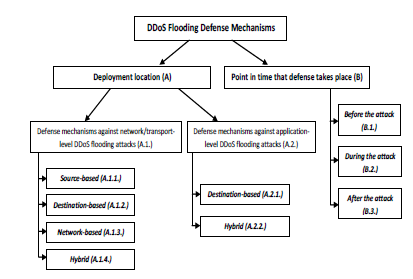 DDoS Flooding Defense Mechanisms
Deployment location (A)
Point in time that defense takes place (B)
Defense mechanisms against network/transport-
level DDoS flooding attacks (A.1.)
Defense mechanisms against application-
level DDoS flooding attacks (A.2.)
Source-based (A.1.1.)
Destination-based (A.1.2.)
Network-based (A.1.3.)
Hybrid (A.1.4.)
Destination-based (A.2.1.)
Hybrid (A.2.2.)
Before the attack
(B.1.)
During the attack
(B.2.)
After the attack
(B.3.)